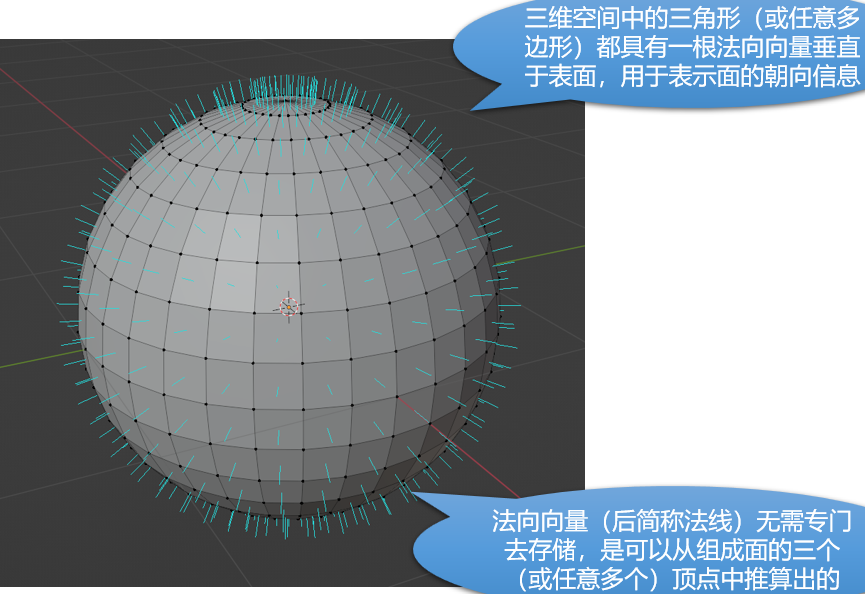 三维空间中的三角形（或任意多
边形）都具有一根法向向量垂直
于表面，用于表示面的朝向信息
法向向量（后简称法线）无需专门
去存储，是可以从组成面的三个
（或任意多个）顶点中推算出的